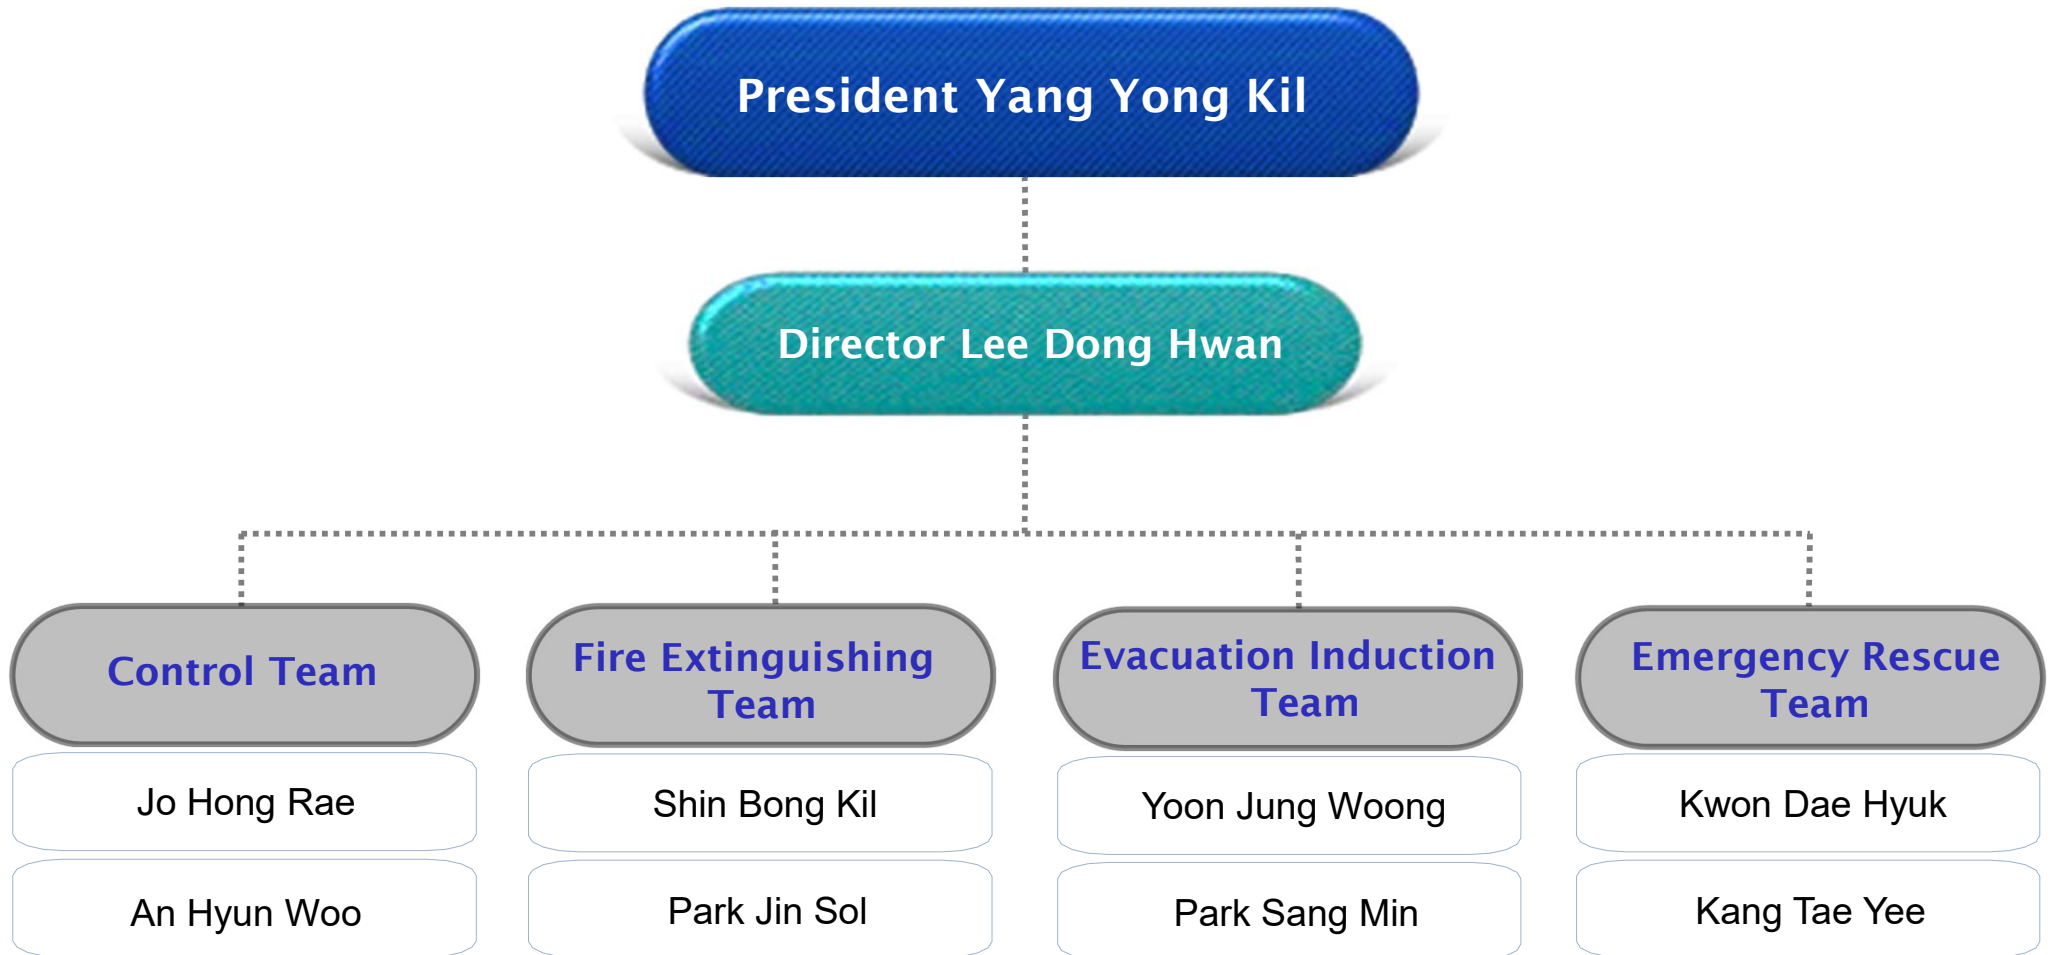 President Yang Yong Kil
Director Lee Dong Hwan
Control Team
Fire Extinguishing
Team
Evacuation Induction
Team
Emergency Rescue
Team
Jo Hong Rae
Shin Bong Kil
Yoon Jung Woong
Kwon Dae Hyuk
An Hyun Woo
Park Jin Sol
Park Sang Min
Kang Tae Yee